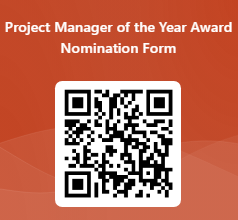 Project Manager of the Year Award
Nomination Form